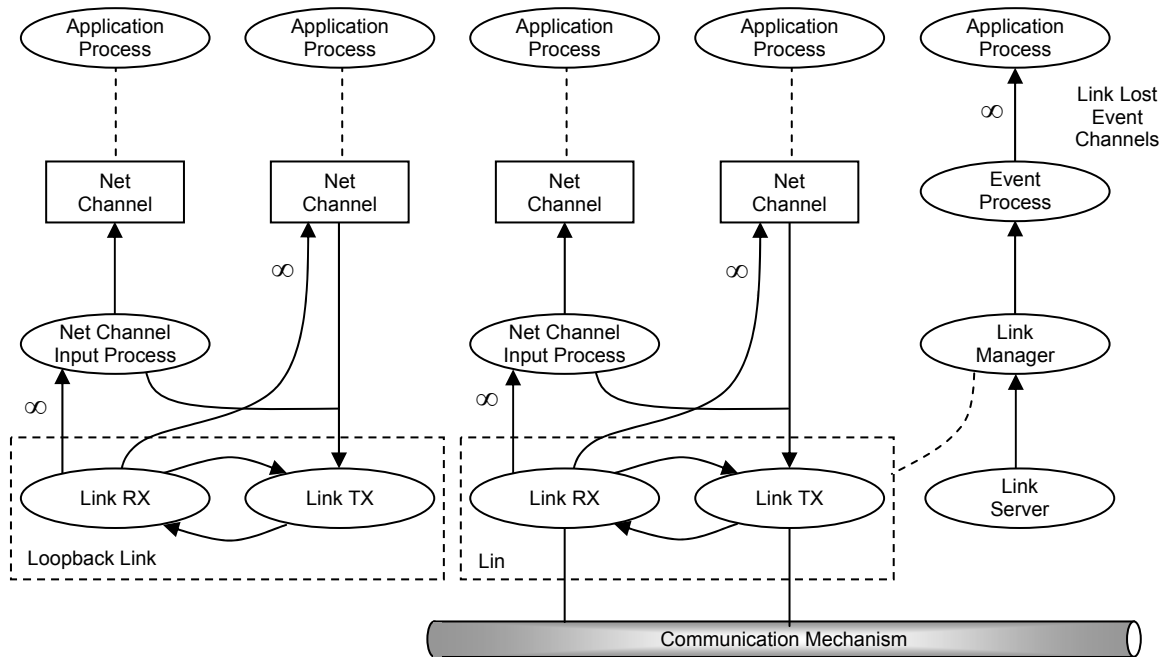 Application
Process
Application
Process
Application
Process
Application
Process
Application
Process
∞
Link Lost
Event
Channels
Net
Channel
Net
Channel
Net
Channel
Net
Channel
Event
Process
∞
∞
Net Channel
Input Process
Net Channel
Input Process
Link
Manager
∞
∞
Link RX
Link TX
Link RX
Link TX
Link
Server
Loopback Link
Lin
Communication Mechanism